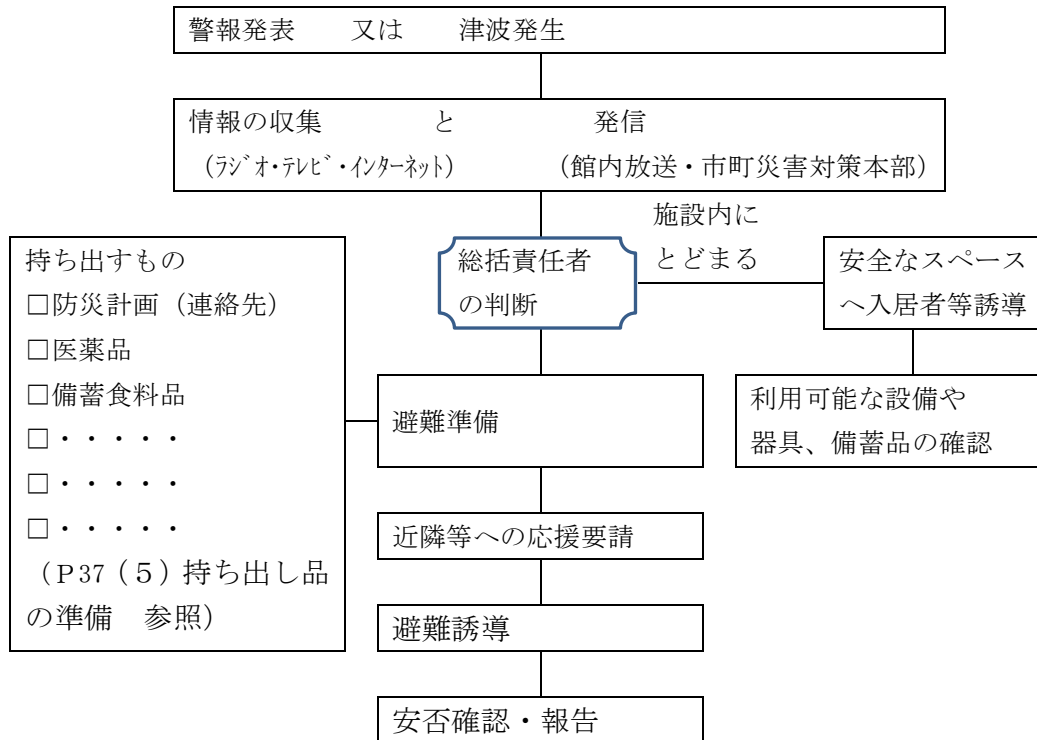 警報発表　又は　津波発生
情報の収集　と　発信
（ﾗｼﾞｵ・ﾃﾚﾋﾞ・ｲﾝﾀｰﾈｯﾄ）　（館内放送・市町災害対策本部）
総括責任者
の判断
施設内に
とどまる
安全なスペース
へ入居者等誘導
利用可能な設備や
器具、備蓄品の確認
持ち出すもの
□防災計画（連絡先）
□医薬品
□備蓄食料品
□・・・・・
□・・・・・
□・・・・・
（P37（５）持ち出し品
の準備　参照）
避難準備
近隣等への応援要請
避難誘導
安否確認・報告